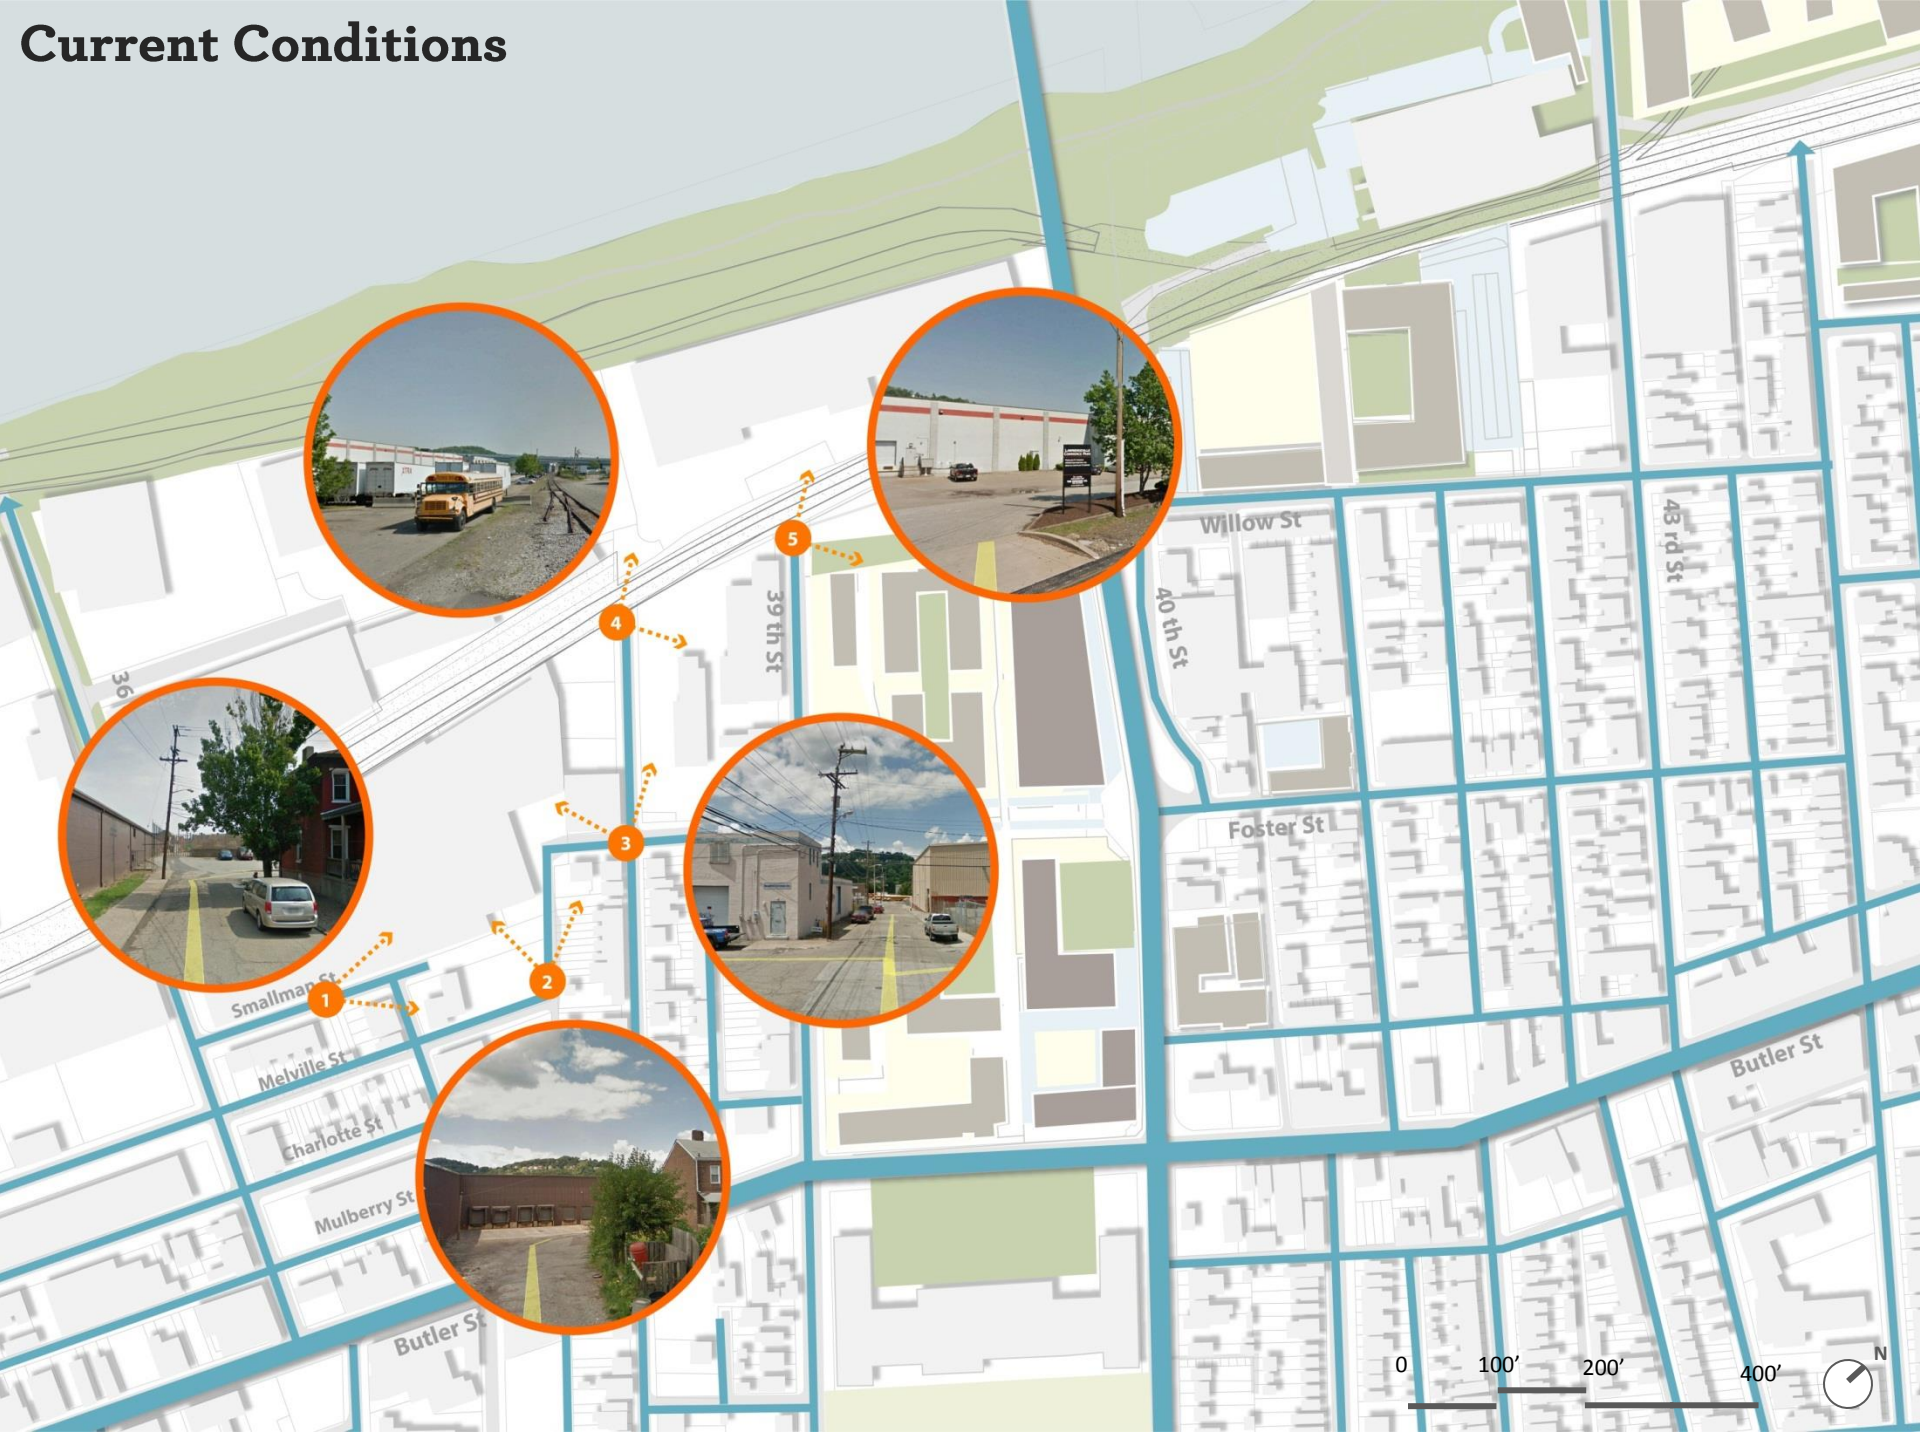 Current Conditions
Willow St
43 rd St
5
39 th St
40 th St
4
36
Foster St
3
2
Smallman St
1
Melville St
Butler St
Charlotte St
Mulberry St
Butler St
N
0 100’ 200’ 400’